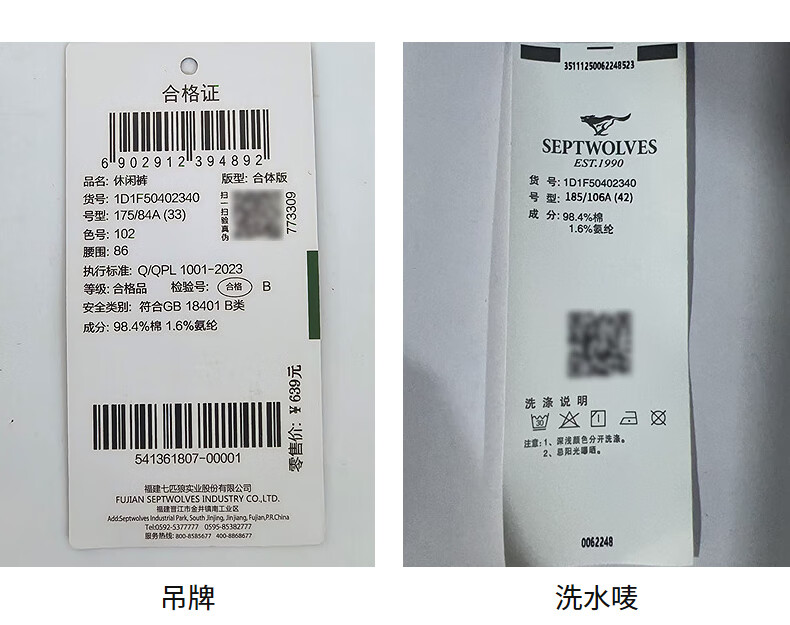 合格证
6 902912 394892
品名: 休闲裤
版型: 合体版
货号: 1D1F50402340
号型: 175/84A (33)
色号: 102
腰围: 86
扫一扫验真伪
773309
执行标准: Q/QPL 1001-2023
等级: 合格品 检验号: 合格 B
安全类别: 符合GB 18401 B类
成分: 98.4%棉 1.6%氨纶
零售价: ¥639元
541361807-00001
福建七匹狼实业股份有限公司
FUJIAN SEPTWOLVES INDUSTRY CO.,LTD.
福建晋江市金井镇南工业区
Add:Septwolves Industrial Park, South Jinjing, Jinjiang, Fujian,P.R.China
Tel:0592-5377777 0595-85382777
服务热线: 800-8585677 400-8868677
吊牌
35111250062248523
SEPTWOLVES
EST.1990
货 号: 1D1F50402340
号 型: 185/106A (42)
成 分: 98.4%棉
1.6%氨纶
洗涤说明
30
注意: 1、深浅颜色分开洗涤。
2、忌阳光曝晒。
0062248
洗水唛